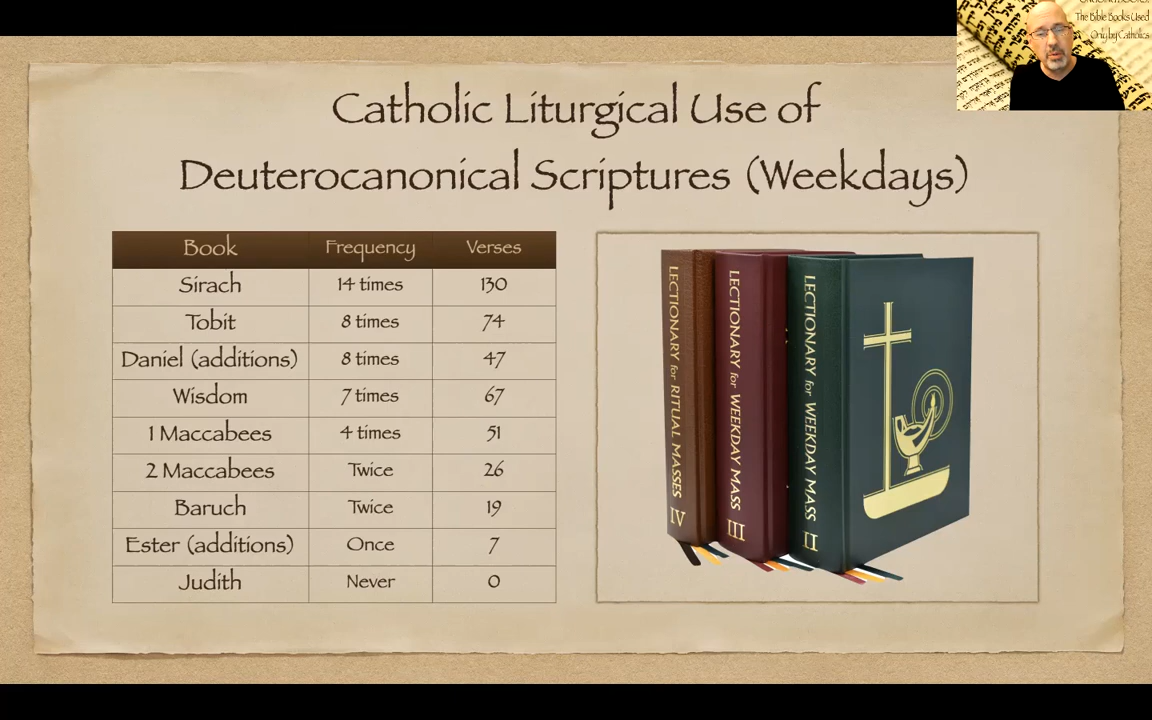 The Bible Books Used
Only by Catholics
Catholic Liturgical Use of
Deuterocanonical Scriptures (Weekdays)
Book Frequency Verses
Sirach 14 times 130
Tobit 8 times 74
Daniel (additions) 8 times 47
Wisdom 7 times 67
1 Maccabees 4 times 51
2 Maccabees Twice 26
Baruch Twice 19
Ester (additions) Once 7
Judith Never 0
LECTIONARY for RITUAL MASSES IV
LECTIONARY for WEEKDAY MASS III
LECTIONARY for WEEKDAY MASS II